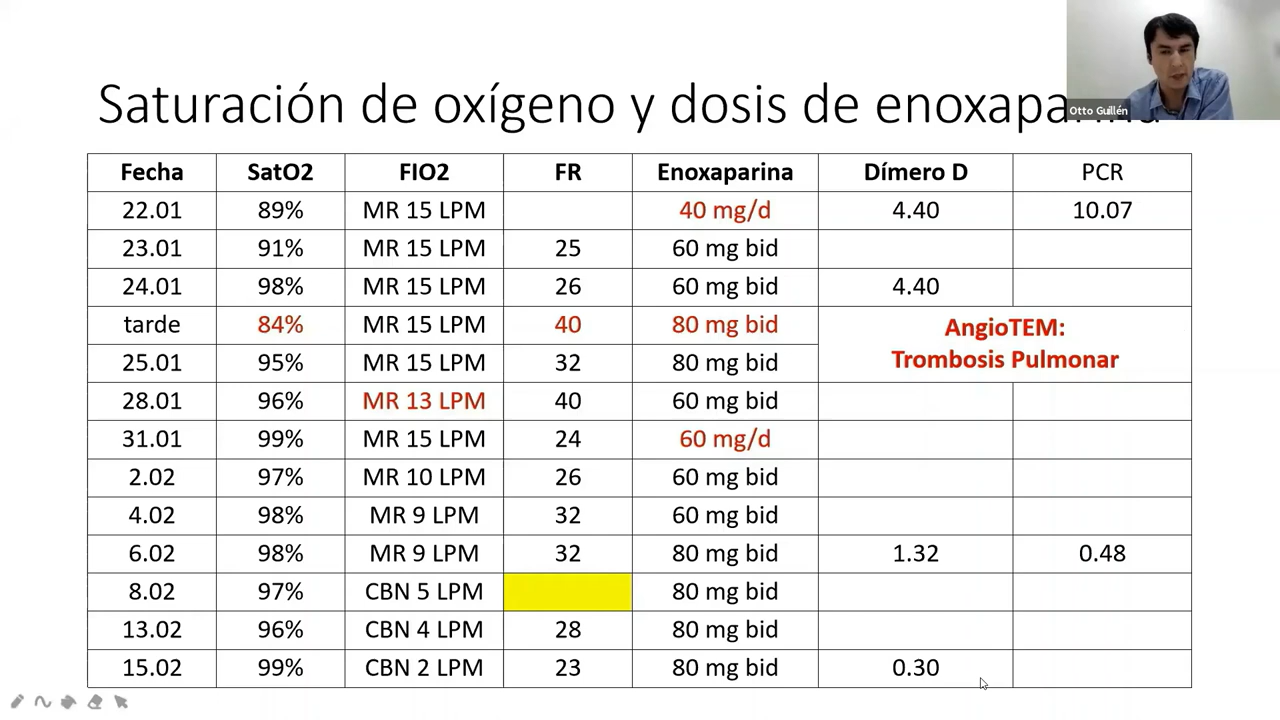 Otto Guillén
Saturación de oxígeno y dosis de enoxaparina
Fecha SatO2 FIO2 FR Enoxaparina Dímero D PCR
22.01 89% MR 15 LPM 40 mg/d 4.40 10.07
23.01 91% MR 15 LPM 25 60 mg bid
24.01 98% MR 15 LPM 26 60 mg bid 4.40
tarde 84% MR 15 LPM 40 80 mg bid AngioTEM:
25.01 95% MR 15 LPM 32 80 mg bid Trombosis Pulmonar
28.01 96% MR 13 LPM 40 60 mg bid
31.01 99% MR 15 LPM 24 60 mg/d
2.02 97% MR 10 LPM 26 60 mg bid
4.02 98% MR 9 LPM 32 60 mg bid
6.02 98% MR 9 LPM 32 80 mg bid 1.32 0.48
8.02 97% CBN 5 LPM 80 mg bid
13.02 96% CBN 4 LPM 28 80 mg bid
15.02 99% CBN 2 LPM 23 80 mg bid 0.30